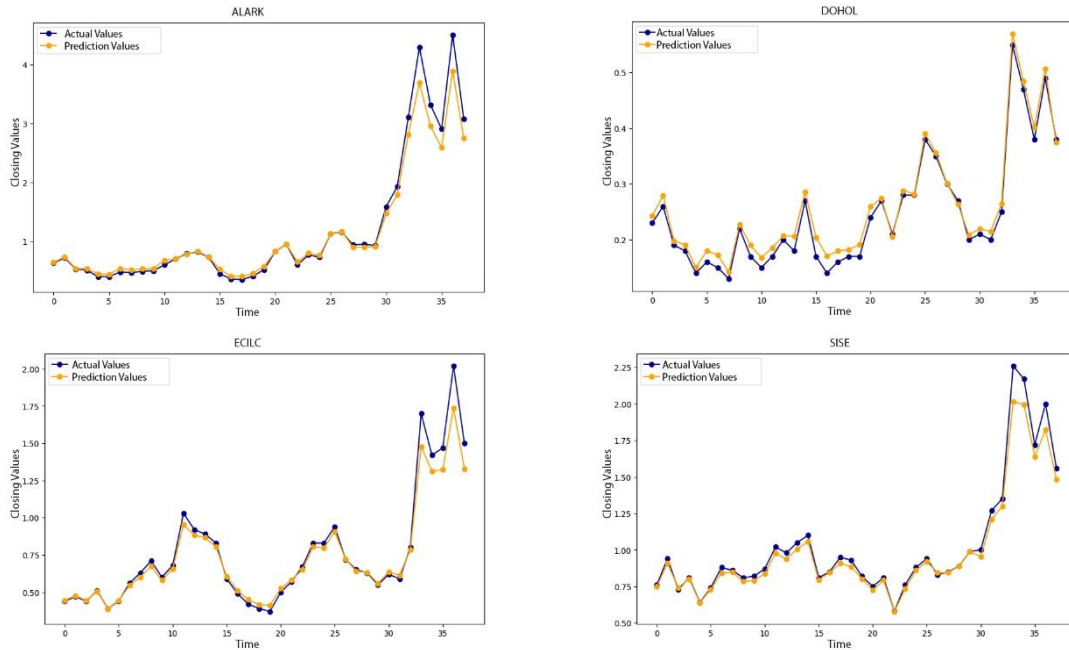 ALARK
Actual Values
Prediction Values
Closing Values
4
3
2
1
0 5 10 15 20 25 30 35
Time
DOHOL
Actual Values
Prediction Values
Closing Values
0.5
0.4
0.3
0.2
0 5 10 15 20 25 30 35
Time
ECILC
Actual Values
Prediction Values
Closing Values
2.00
1.75
1.50
1.25
1.00
0.75
0.50
0 5 10 15 20 25 30 35
Time
SISE
Actual Values
Prediction Values
Closing Values
2.25
2.00
1.75
1.50
1.25
1.00
0.75
0.50
0 5 10 15 20 25 30 35
Time